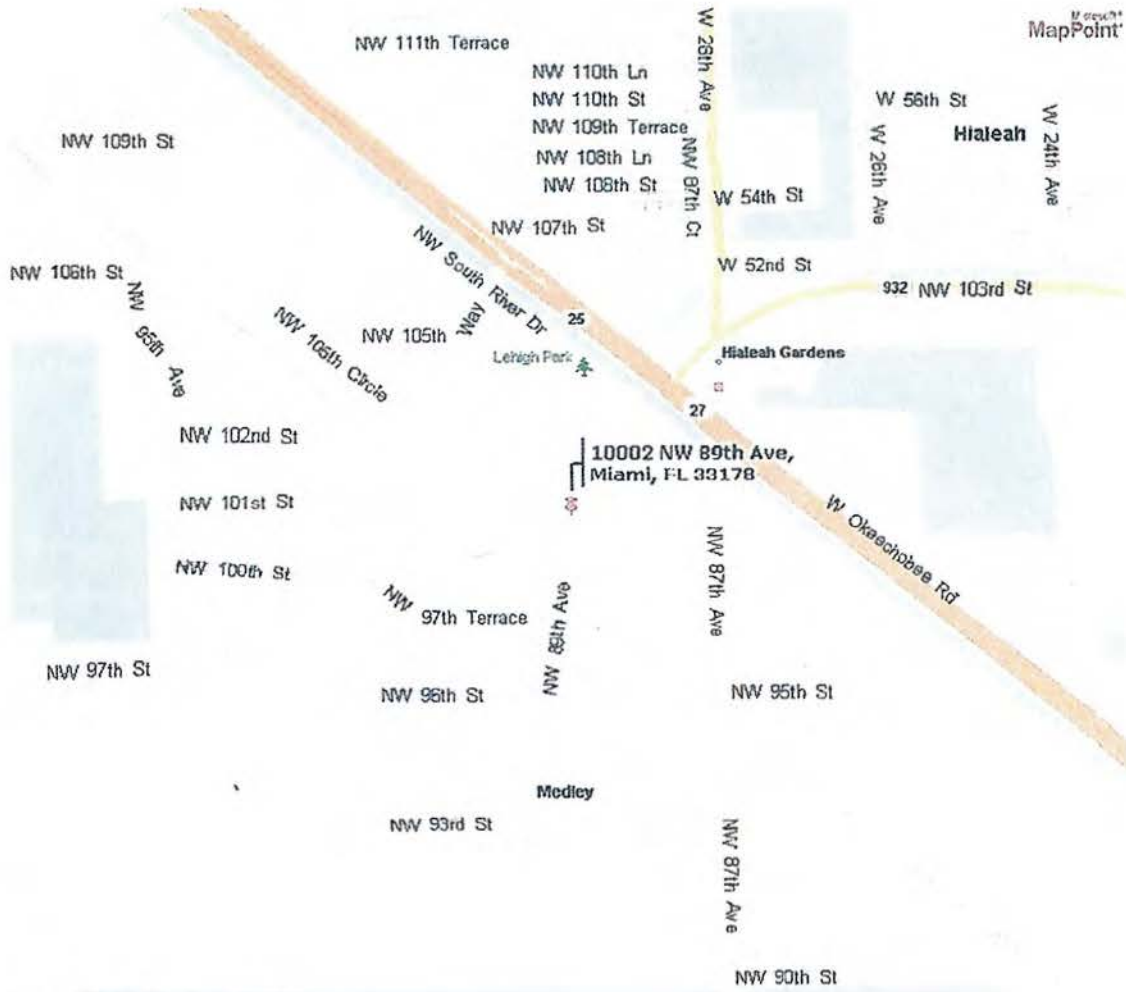 Microsoft®
MapPoint®
NW 111th Terrace
W 28th Ave
NW 110th Ln
NW 110th St
W 56th St
NW 109th Terrace
Hialeah
W 24th Ave
NW 109th St
NW 108th Ln
NW 87th Ct
W 26th Ave
NW 108th St
W 54th St
NW 107th St
NW South River Dr
W 52nd St
NW 106th St
932 NW 103rd St
NW 95th Ave
NW 105th Circle
NW 105th Way
25
Lehigh Park
Hialeah Gardens
27
NW 102nd St
10002 NW 89th Ave,
Miami, FL 33178
NW 101st St
W Okeechobee Rd
NW 100th St
NW 87th Ave
NW 97th Terrace
NW 89th Ave
NW 97th St
NW 96th St
NW 95th St
Medley
NW 93rd St
NW 87th Ave
NW 90th St